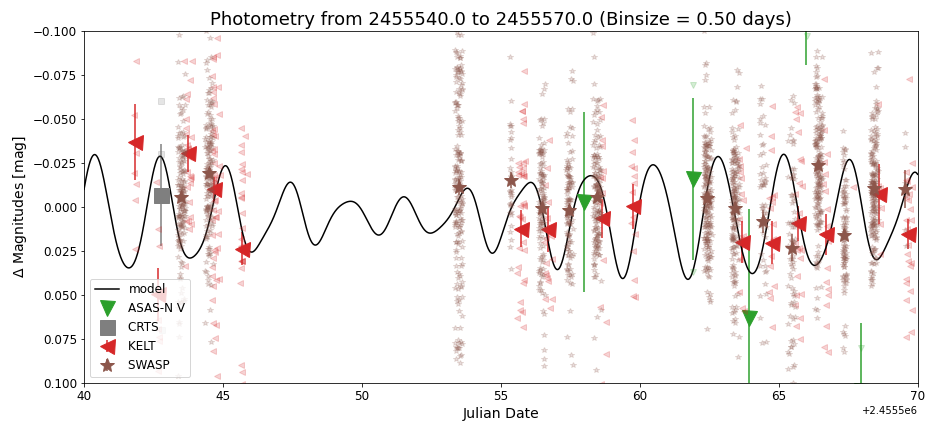 Photometry from 2455540.0 to 2455570.0 (Binsize = 0.50 days)
Δ Magnitudes [mag]
−0.100
−0.075
−0.050
−0.025
0.000
0.025
0.050
0.075
0.100
model
ASAS-N V
CRTS
KELT
SWASP
40 45 50 55 60 65 70
Julian Date
+2.4555e6